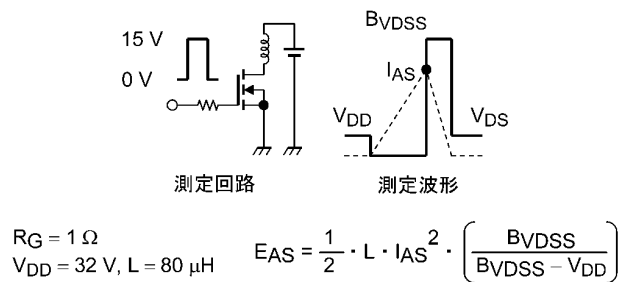 15 V
0 V
BVDSS
IAS
VDD
VDS
測定回路
測定波形
RG = 1 Ω
VDD = 32 V, L = 80 μH
EAS = 1/2 · L · IAS² · (BVDSS / (BVDSS − VDD))